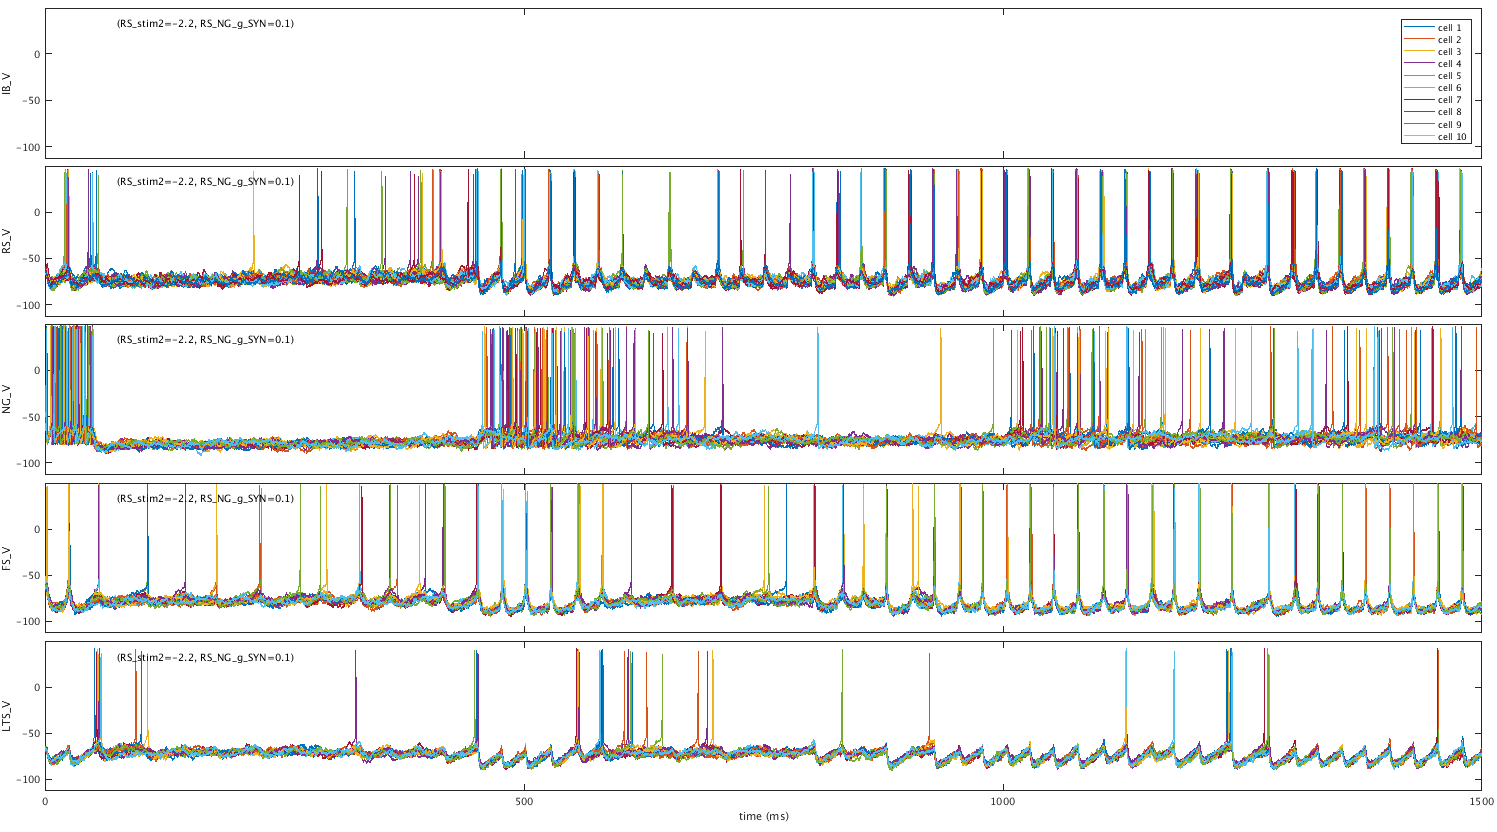 (RS_stim2=-2.2, RS_NG_g_SYN=0.1)
0
-50
-100
IB_V
cell 1
cell 2
cell 3
cell 4
cell 5
cell 6
cell 7
cell 8
cell 9
cell 10
(RS_stim2=-2.2, RS_NG_g_SYN=0.1)
0
-50
-100
RS_V
(RS_stim2=-2.2, RS_NG_g_SYN=0.1)
0
-50
-100
NG_V
(RS_stim2=-2.2, RS_NG_g_SYN=0.1)
0
-50
-100
FS_V
(RS_stim2=-2.2, RS_NG_g_SYN=0.1)
0
-50
-100
LTS_V
0 500 1000 1500
time (ms)